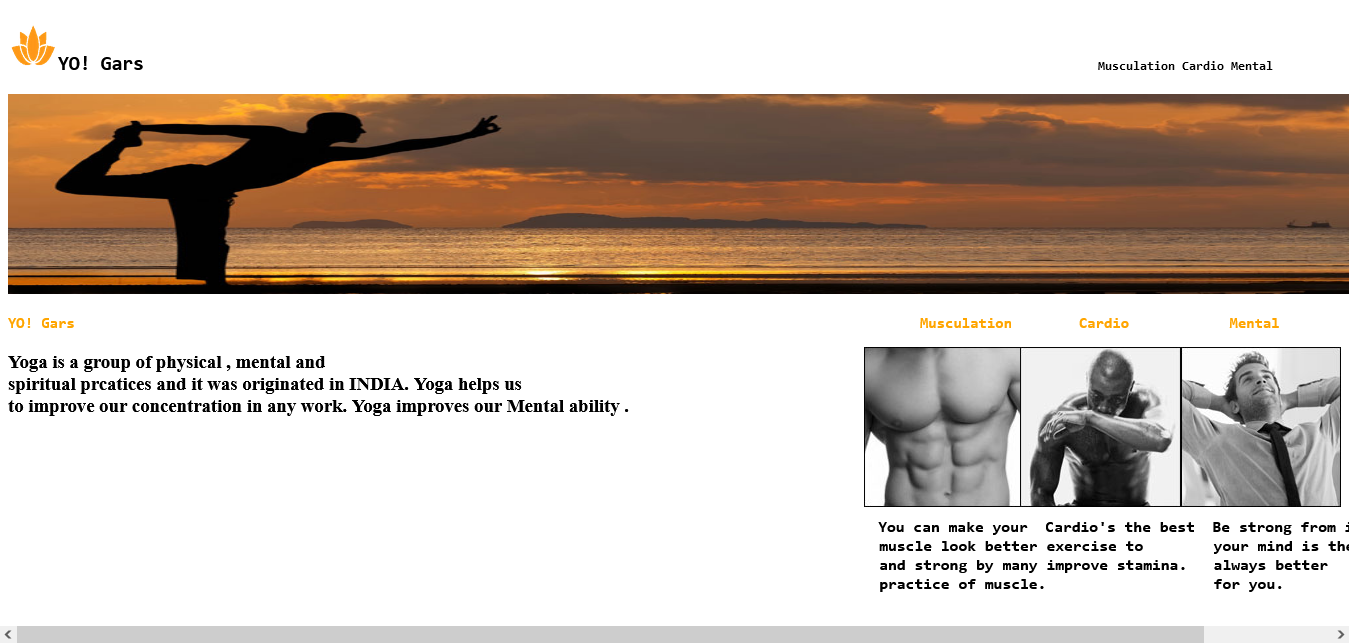 YO! Gars
Musculation Cardio Mental
YO! Gars
Yoga is a group of physical , mental and
spiritual prcatices and it was originated in INDIA. Yoga helps us
to improve our concentration in any work. Yoga improves our Mental ability .
Musculation
You can make your
muscle look better
and strong by many
practice of muscle.
Cardio
Cardio's the best
exercise to
improve stamina.
Mental
Be strong from
your mind is
always better
for you.